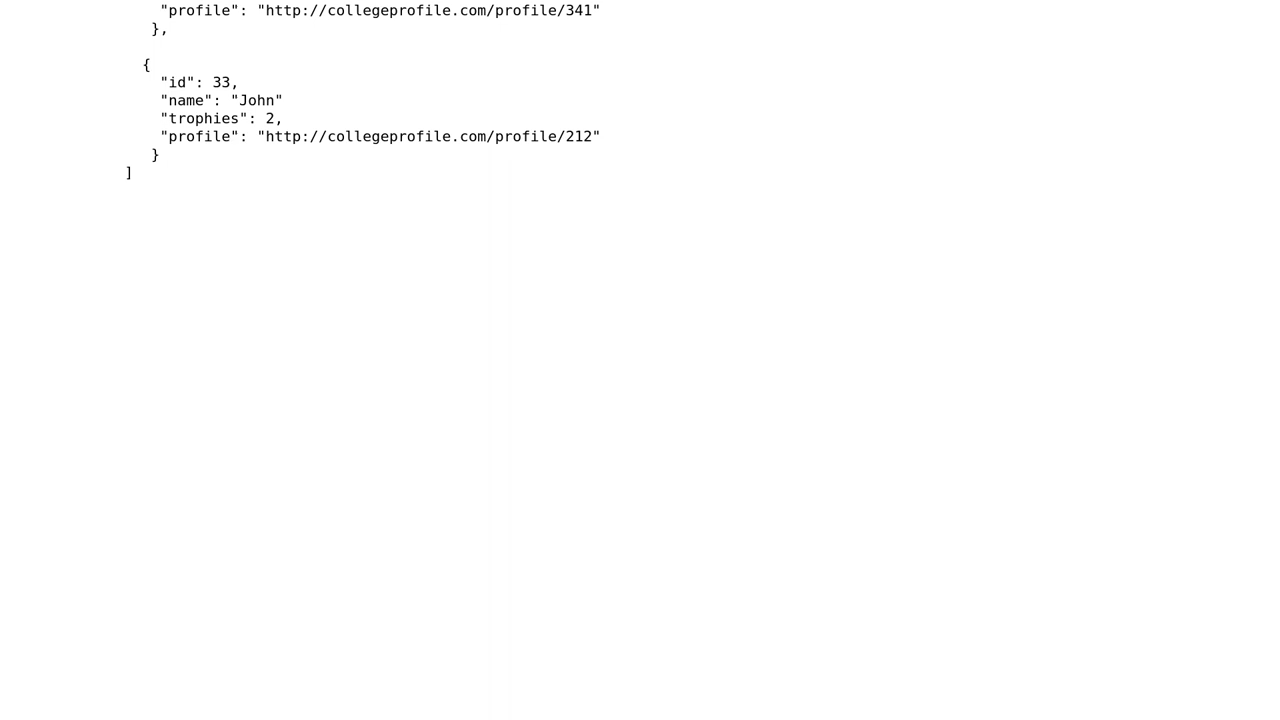 "profile": "http://collegeprofile.com/profile/341"
},
{
"id": 33,
"name": "John"
"trophies": 2,
"profile": "http://collegeprofile.com/profile/212"
}
]